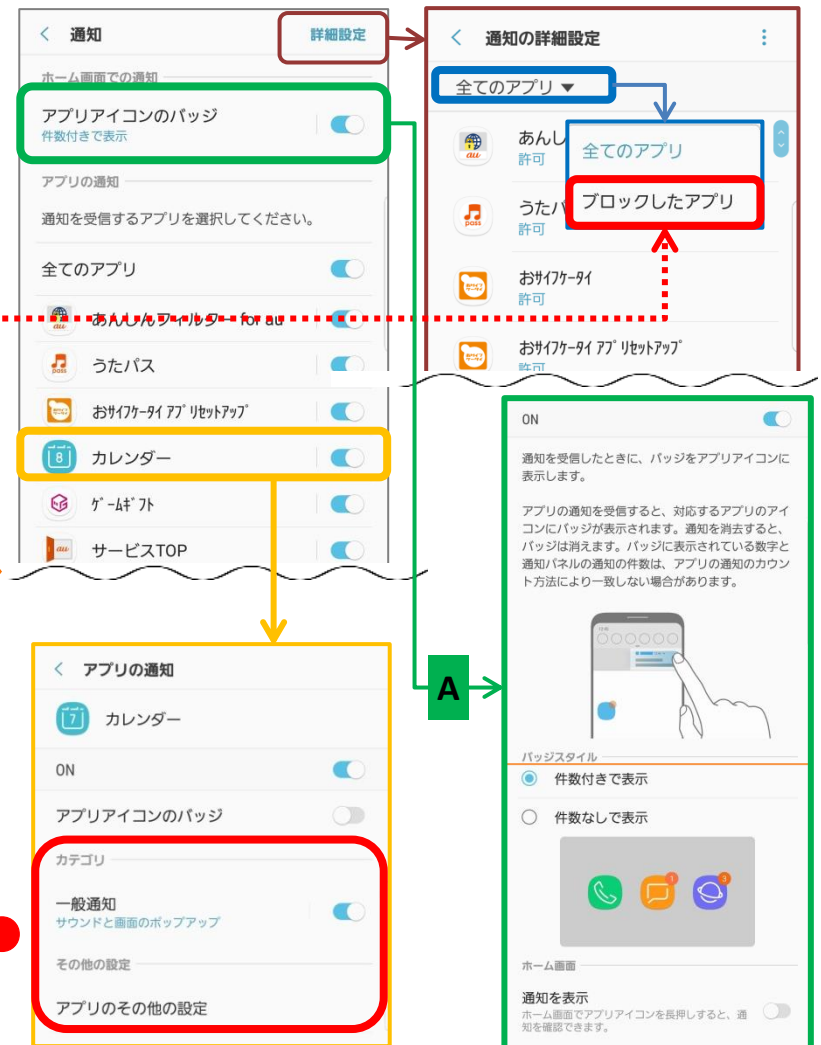 通知
詳細設定
ホーム画面での通知
アプリアイコンのバッジ
件数付きで表示
アプリの通知
通知を受信するアプリを選択してください。
全てのアプリ
あんしんフィルター for au
うたパス
おサイフケータイ アプリセットアップ
カレンダー
ゲームギフト
サービスTOP
通知の詳細設定
全てのアプリ ▼
あんし
許可
全てのアプリ
ブロックしたアプリ
うたパ
許可
おサイフケータイ
許可
おサイフケータイ アプリセットアップ
許可
アプリの通知
カレンダー
ON
アプリアイコンのバッジ
カテゴリ
一般通知
サウンドと画面のポップアップ
その他の設定
アプリのその他の設定
A
ON
通知を受信したときに、バッジをアプリアイコンに
表示します。
アプリの通知を受信すると、対応するアプリのアイ
コンにバッジが表示されます。通知を消去すると、
バッジは消えます。バッジに表示されている数字と
通知パネルの通知の件数は、アプリの通知のカウン
ト方法により一致しない場合があります。
バッジスタイル
件数付きで表示
件数なしで表示
1
3
ホーム画面
通知を表示
ホーム画面でアプリアイコンを長押しすると、通
知を確認できます。